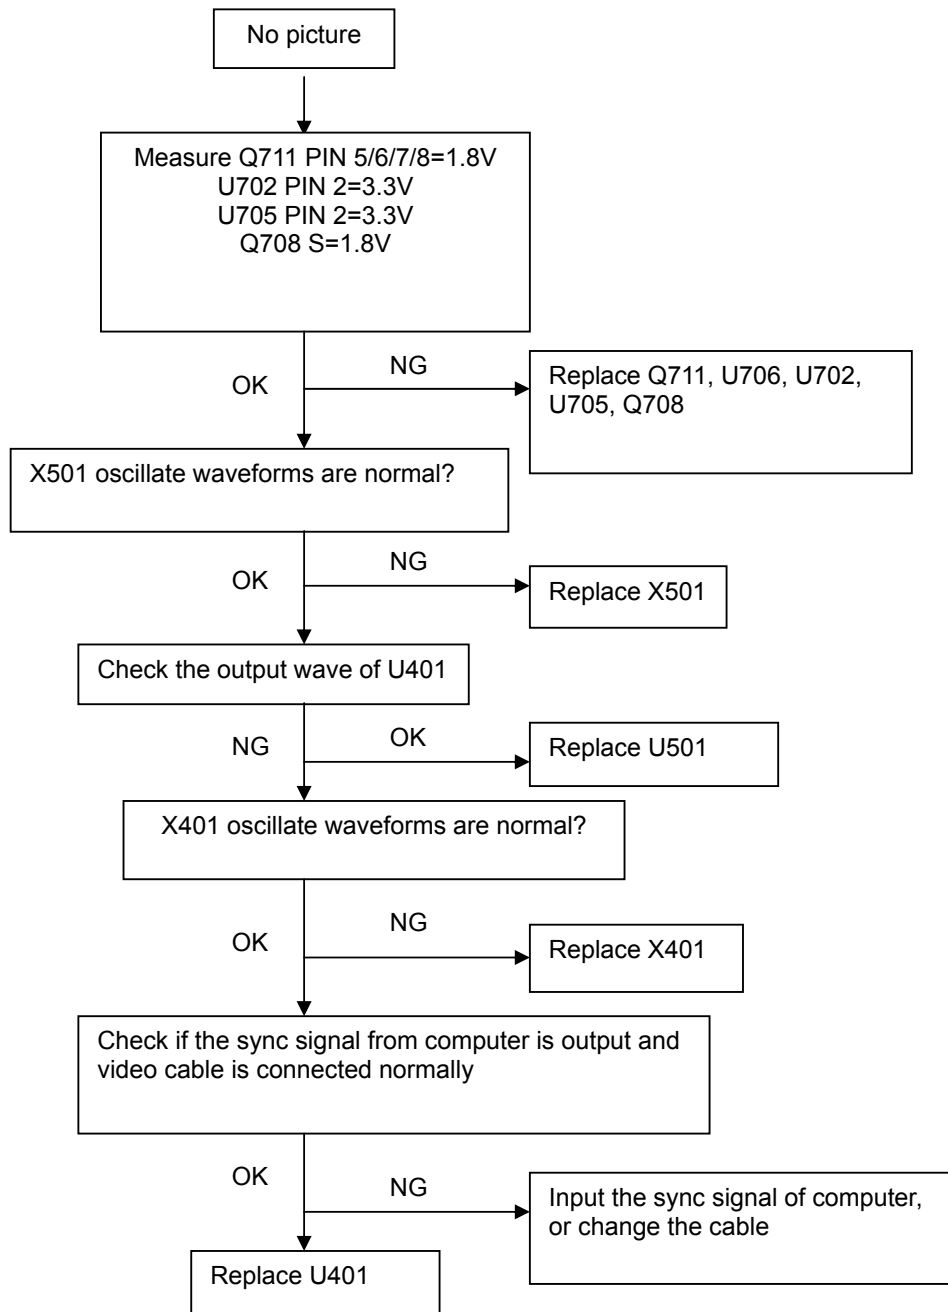 No picture
Measure Q711 PIN 5/6/7/8=1.8V
U702 PIN 2=3.3V
U705 PIN 2=3.3V
Q708 S=1.8V
NG
OK
Replace Q711, U706, U702,
U705, Q708
X501 oscillate waveforms are normal?
NG
OK
Replace X501
Check the output wave of U401
NG
OK
Replace U501
X401 oscillate waveforms are normal?
NG
OK
Replace X401
Check if the sync signal from computer is output and
video cable is connected normally
OK
NG
Input the sync signal of computer,
or change the cable
Replace U401